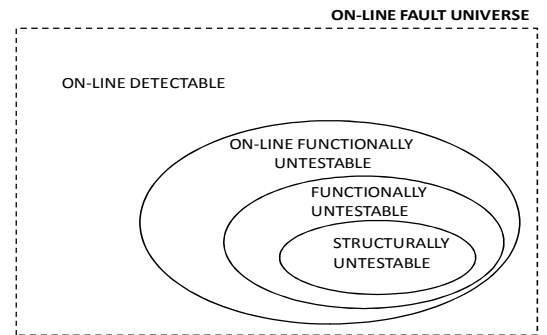 ON-LINE FAULT UNIVERSE
ON-LINE DETECTABLE
ON-LINE FUNCTIONALLY
UNTESTABLE
FUNCTIONALLY
UNTESTABLE
STRUCTURALLY
UNTESTABLE